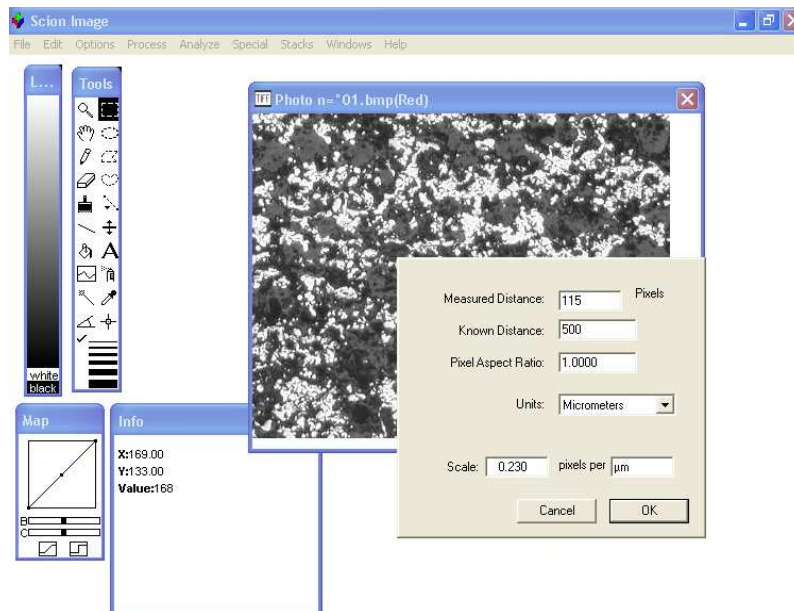 Scion Image
File Edit Options Process Analyze Special Stacks Windows Help
L...
Tools
A
white
black
Photo n=°01.bmp(Red)
Measured Distance: 115 Pixels
Known Distance: 500
Pixel Aspect Ratio: 1.0000
Units: Micrometers
Scale: 0.230 pixels per µm
Cancel OK
Map
B
C
Info
X:169.00
Y:133.00
Value:168